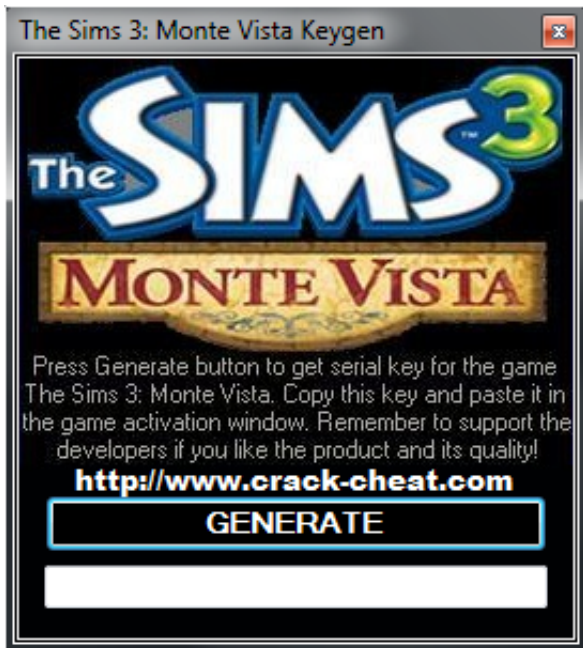 The Sims 3: Monte Vista Keygen
The SIMS 3
™
MONTE VISTA
Press Generate button to get serial key for the game
The Sims 3: Monte Vista. Copy this key and paste it in
the game activation window. Remember to support the
developers if you like the product and its quality!
http://www.crack-cheat.com
GENERATE